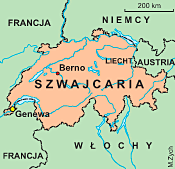 200 km
FRANCJA
NIEMCY
LIECHT.
AUSTRIA
Berno
SZWAJCARIA
Genewa
WŁOCHY
FRANCJA
M.Zych